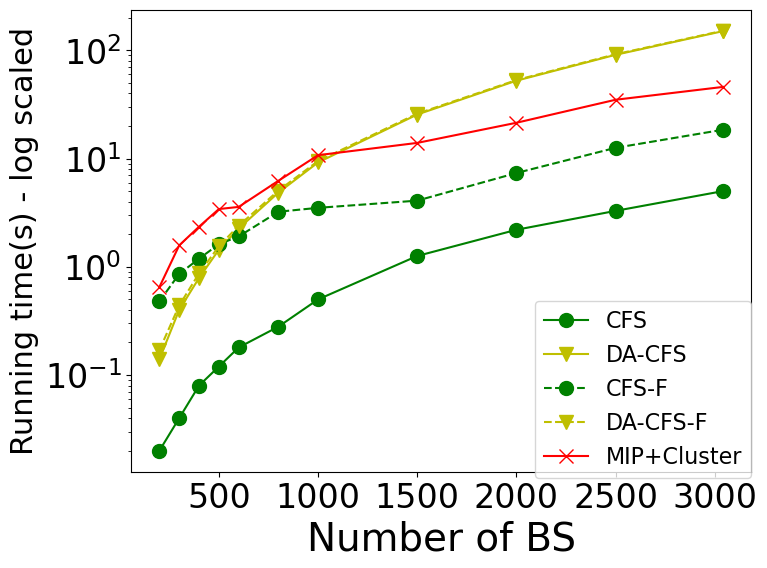 Running time(s) - log scaled
10²
10¹
10⁰
10⁻¹
CFS
DA-CFS
CFS-F
DA-CFS-F
MIP+Cluster
500 1000 1500 2000 2500 3000
Number of BS